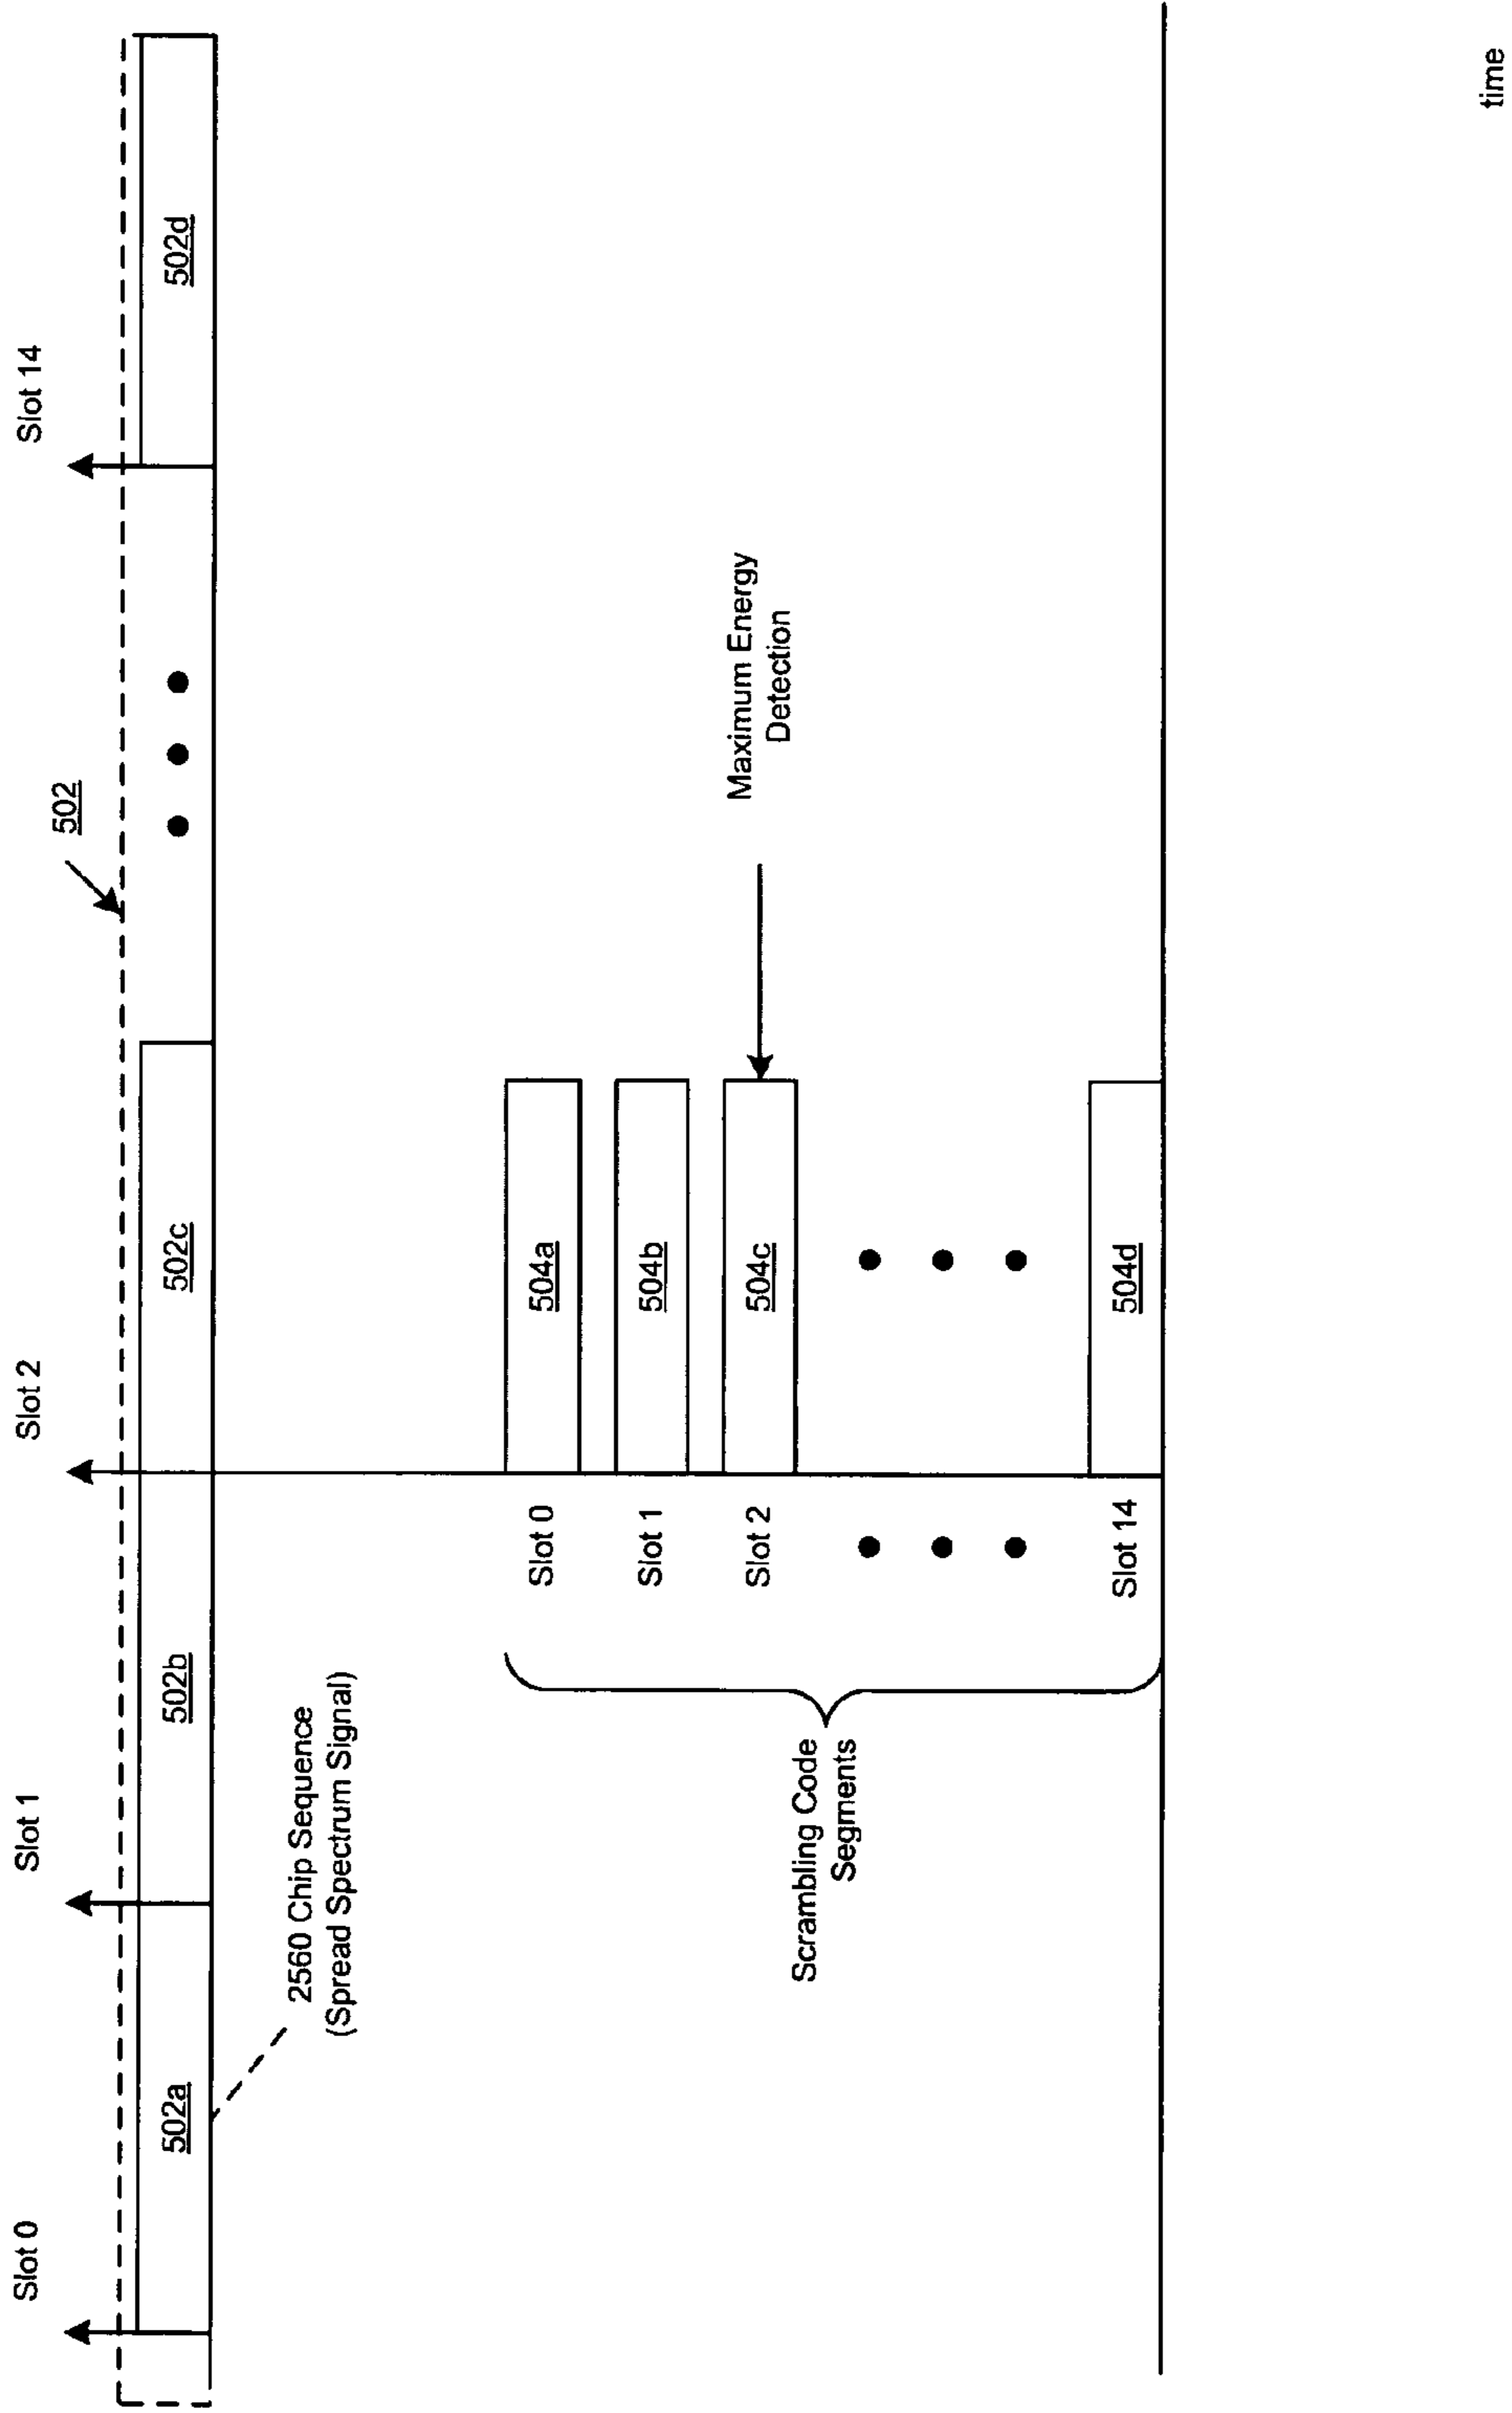 502
Slot 0
Slot 1
Slot 2
Slot 14
502a
502b
502c
502d
2560 Chip Sequence
(Spread Spectrum Signal)
Scrambling Code
Segments
Slot 0
504a
Slot 1
504b
Slot 2
504c
Maximum Energy
Detection
Slot 14
504d
time